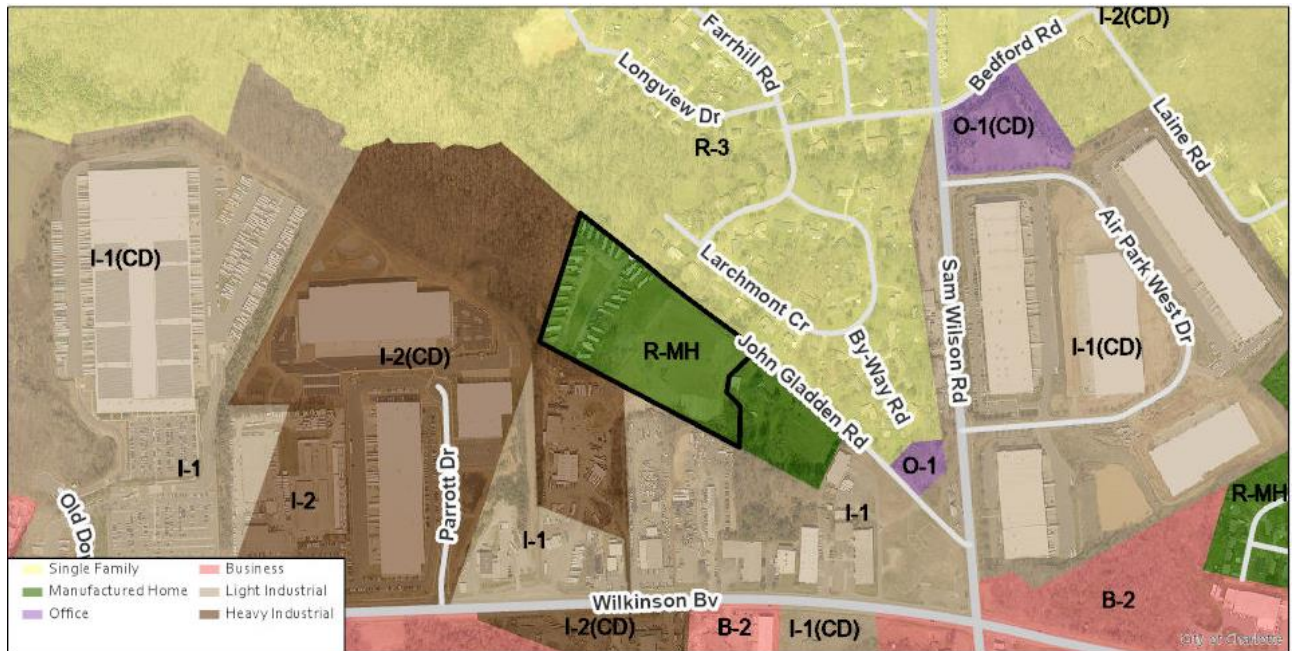 I-2(CD)
Farrhill Rd
Bedford Rd
Longview Dr
Laine Rd
O-1(CD)
R-3
Air Park West Dr
I-1(CD)
Larchmont Cr
Sam Wilson Rd
I-2(CD)
R-MH
John Gladden Rd
By-Way Rd
I-1(CD)
I-1
O-1
R-MH
Old Do
I-2
Parrott Dr
I-1
I-1
Single Family
Business
Manufactured Home
Light Industrial
Office
Heavy Industrial
Wilkinson Bv
B-2
I-2(CD)
B-2
I-1(CD)
City of Charlotte